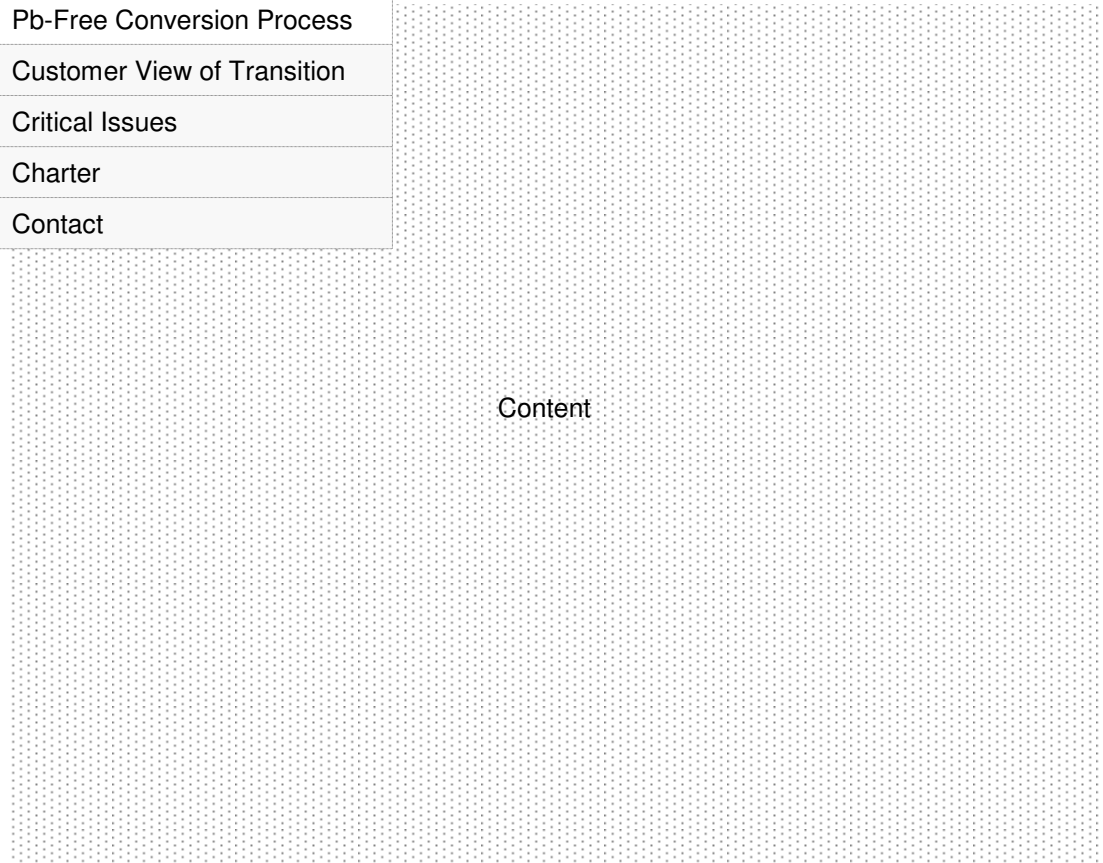 Pb-Free Conversion Process
Customer View of Transition
Critical Issues
Charter
Contact
Content